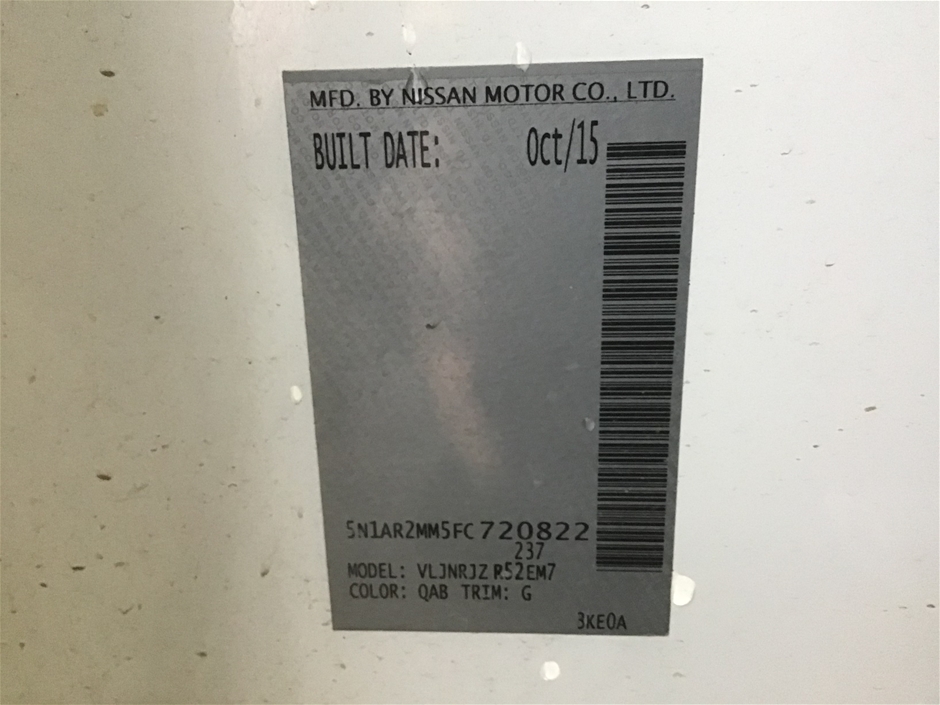 MFD. BY NISSAN MOTOR CO., LTD.
BUILT DATE: Oct/15
5N1AR2MM5FC720822
237
MODEL: VLJNRJZ R52EM7
COLOR: QAB TRIM: G
3KE0A